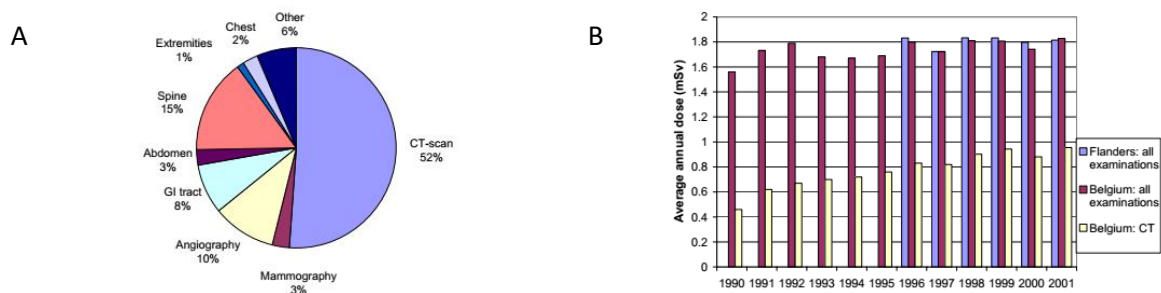 A
Other
6%
Chest
2%
Extremities
1%
Spine
15%
Abdomen
3%
GI tract
8%
Angiography
10%
Mammography
3%
CT-scan
52%
B
Average annual dose (mSv)
2
1.8
1.6
1.4
1.2
1
0.8
0.6
0.4
0.2
0
1990 1991 1992 1993 1994 1995 1996 1997 1998 1999 2000 2001
Flanders: all
examinations
Belgium: all
examinations
Belgium: CT